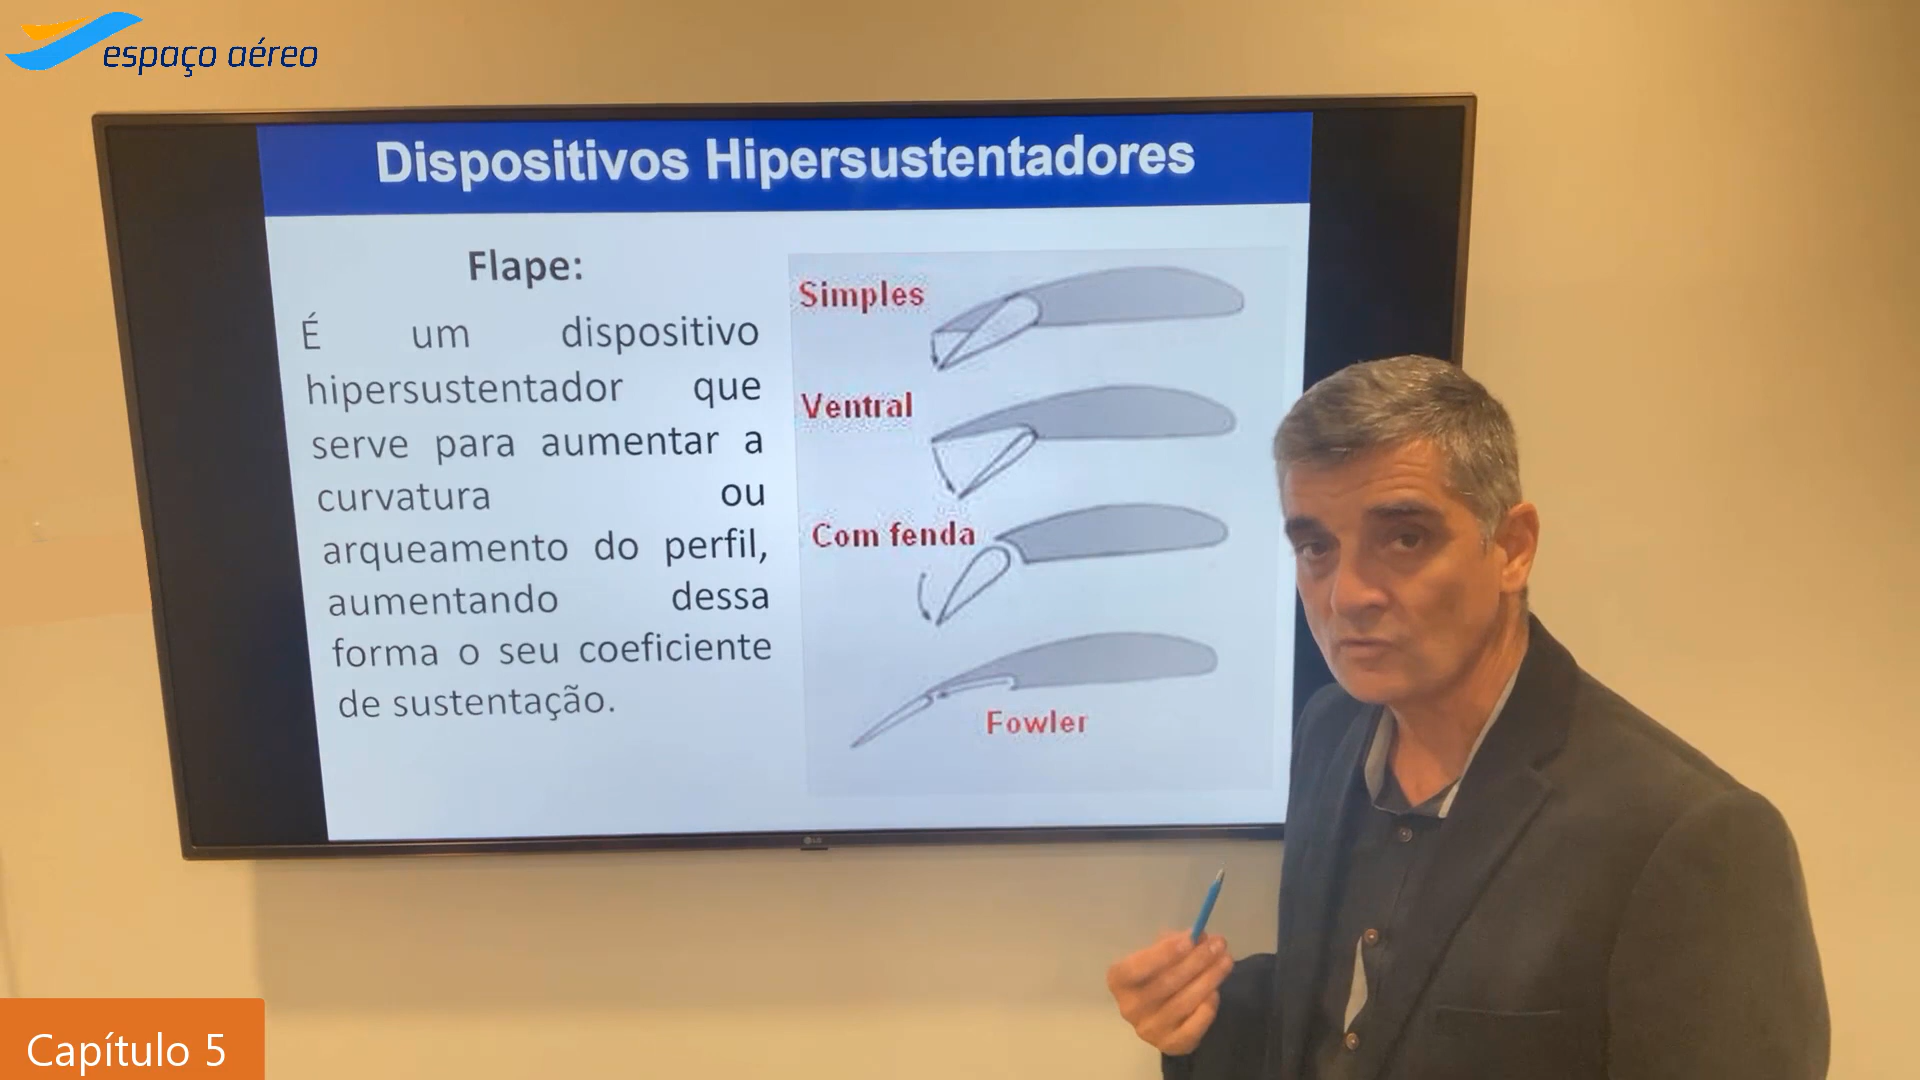 espaço aéreo
Dispositivos Hipersustentadores
Flape:
É um dispositivo
hipersustentador que
serve para aumentar a
curvatura ou
arqueamento do perfil,
aumentando dessa
forma o seu coeficiente
de sustentação.
Simples
Ventral
Com fenda
Fowler
LG
Capítulo 5